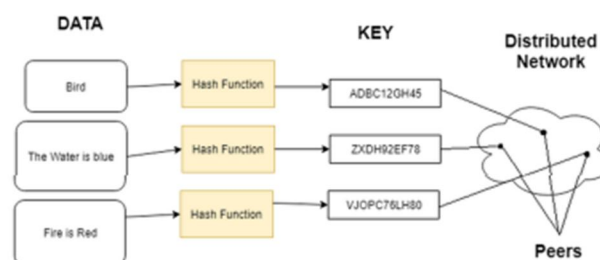 DATA
KEY
Distributed
Network
Bird
Hash Function
ADBC12GH45
The Water is blue
Hash Function
ZXDH92EF78
Fire is Red
Hash Function
VJOPC76LH80
Peers